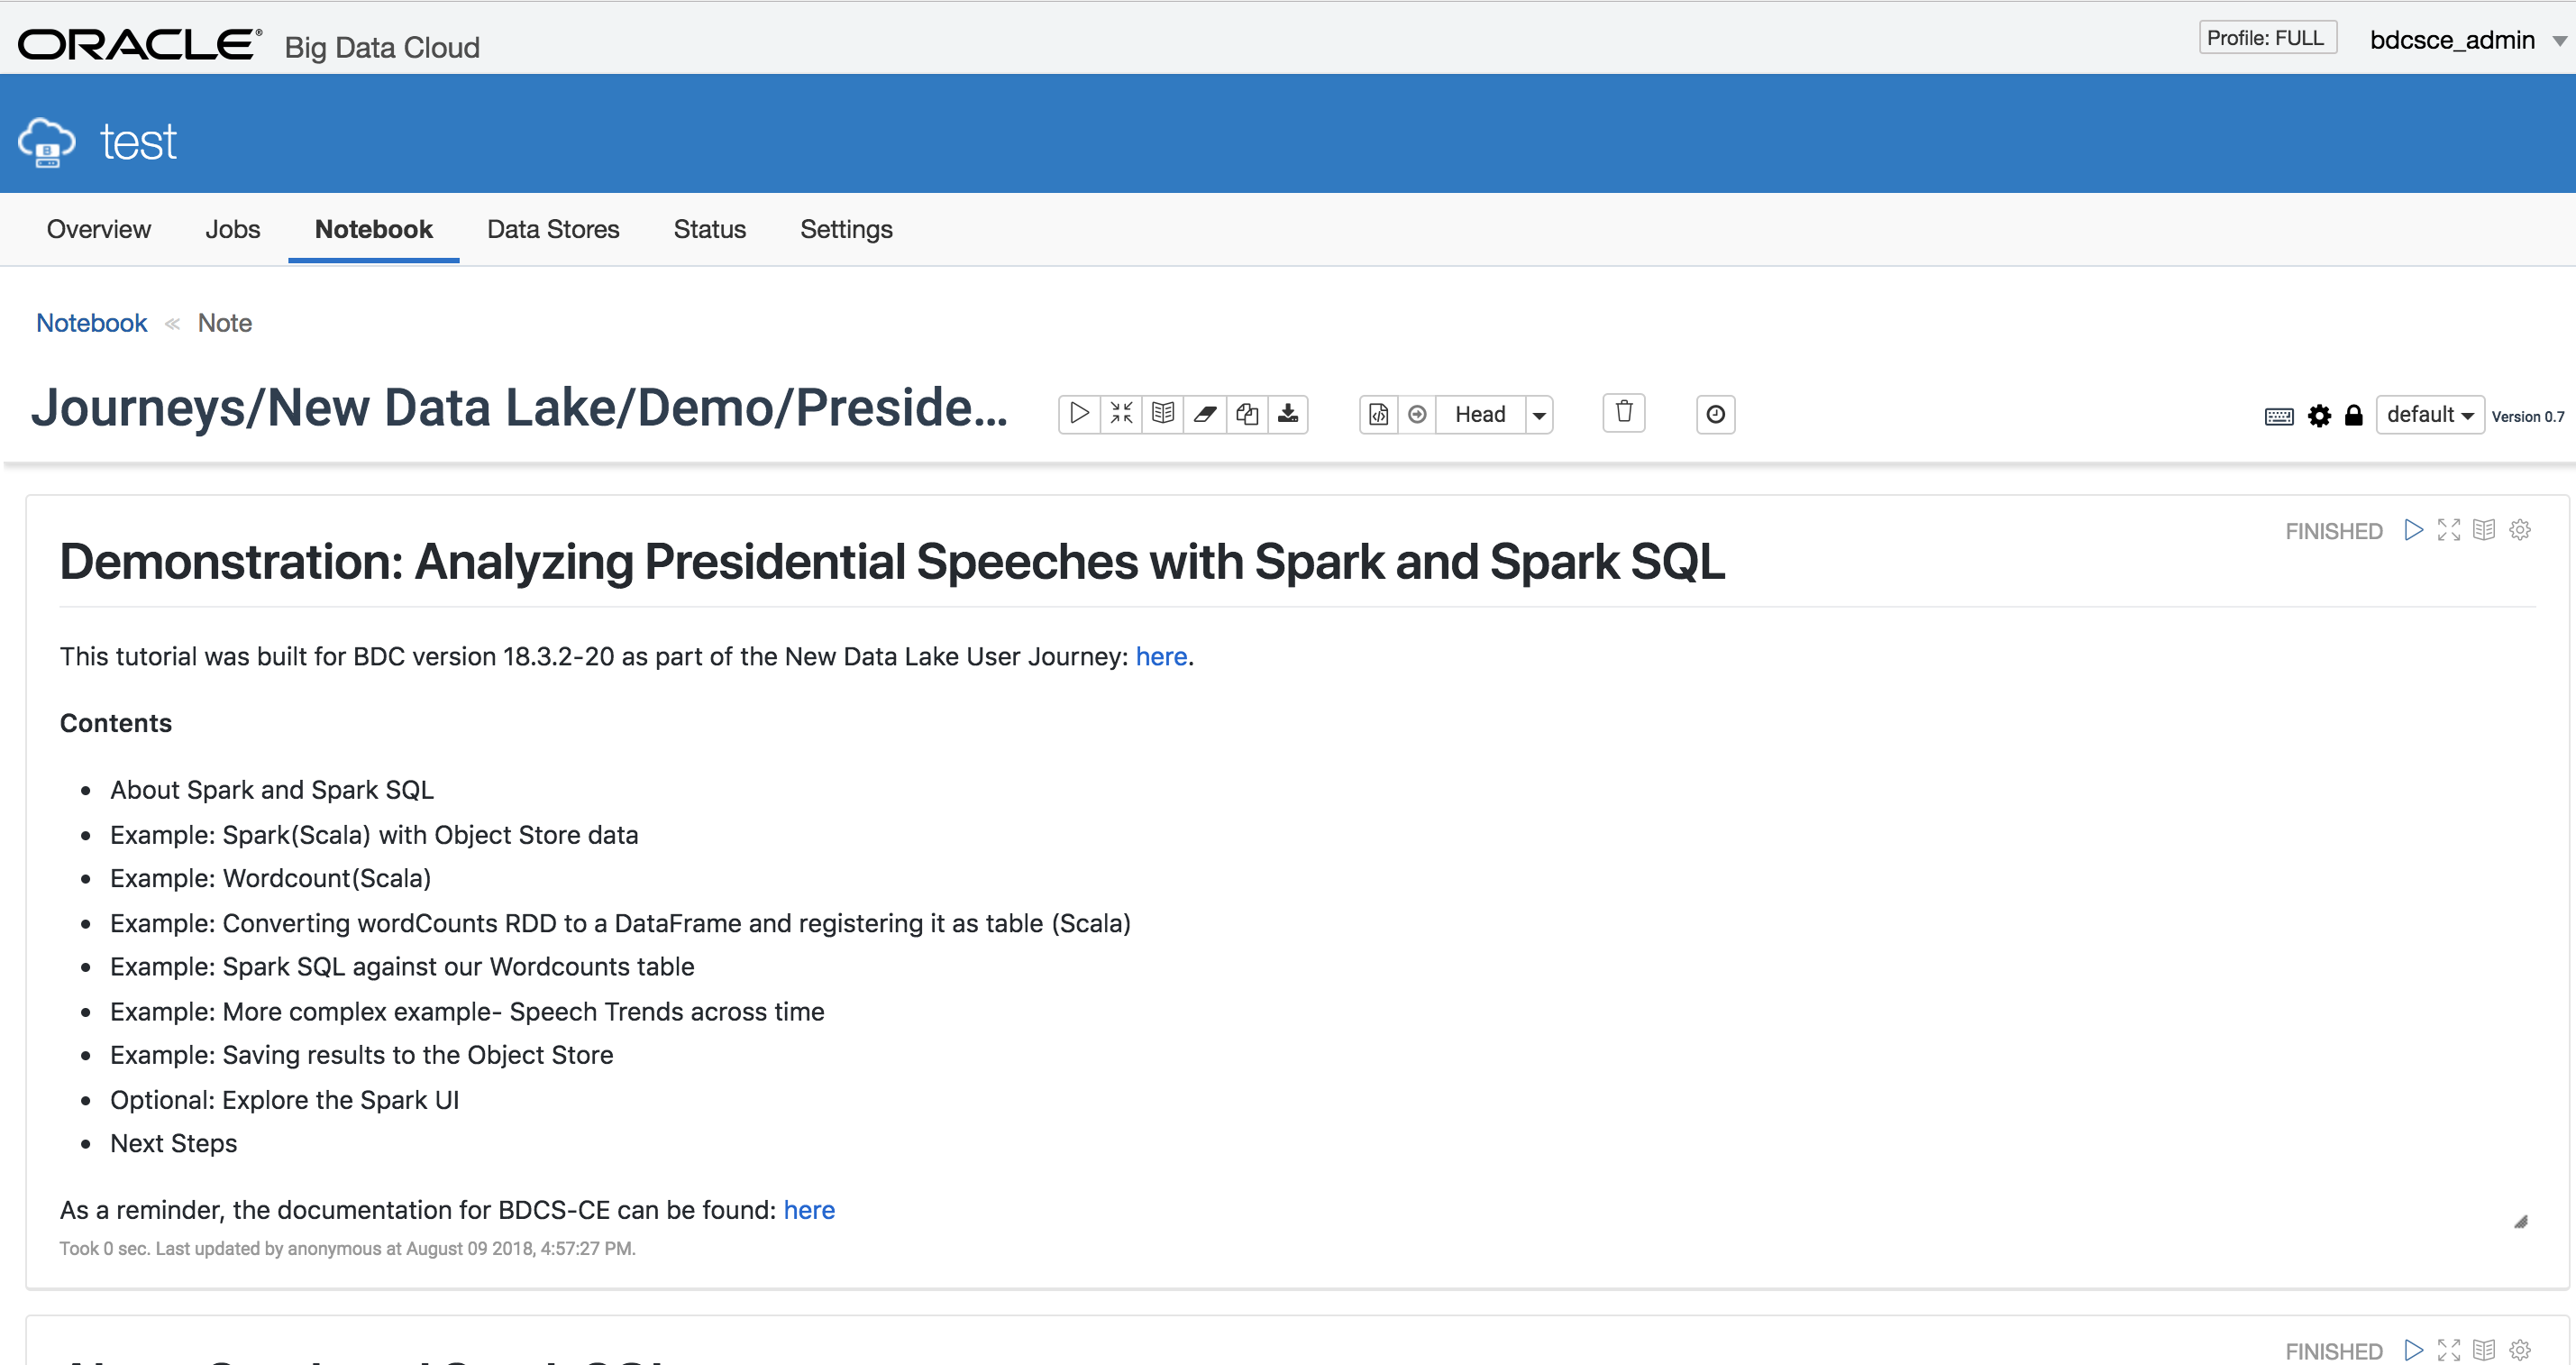 ORACLE® Big Data Cloud Profile: FULL bdcsce_admin
test
Overview Jobs Notebook Data Stores Status Settings
Notebook « Note
Journeys/New Data Lake/Demo/Preside... Head default Version 0.7
FINISHED
Demonstration: Analyzing Presidential Speeches with Spark and Spark SQL
This tutorial was built for BDC version 18.3.2-20 as part of the New Data Lake User Journey: here.
Contents
• About Spark and Spark SQL
• Example: Spark(Scala) with Object Store data
• Example: Wordcount(Scala)
• Example: Converting wordCounts RDD to a DataFrame and registering it as table (Scala)
• Example: Spark SQL against our Wordcounts table
• Example: More complex example- Speech Trends across time
• Example: Saving results to the Object Store
• Optional: Explore the Spark UI
• Next Steps
As a reminder, the documentation for BDCS-CE can be found: here
Took 0 sec. Last updated by anonymous at August 09 2018, 4:57:27 PM.
FINISHED